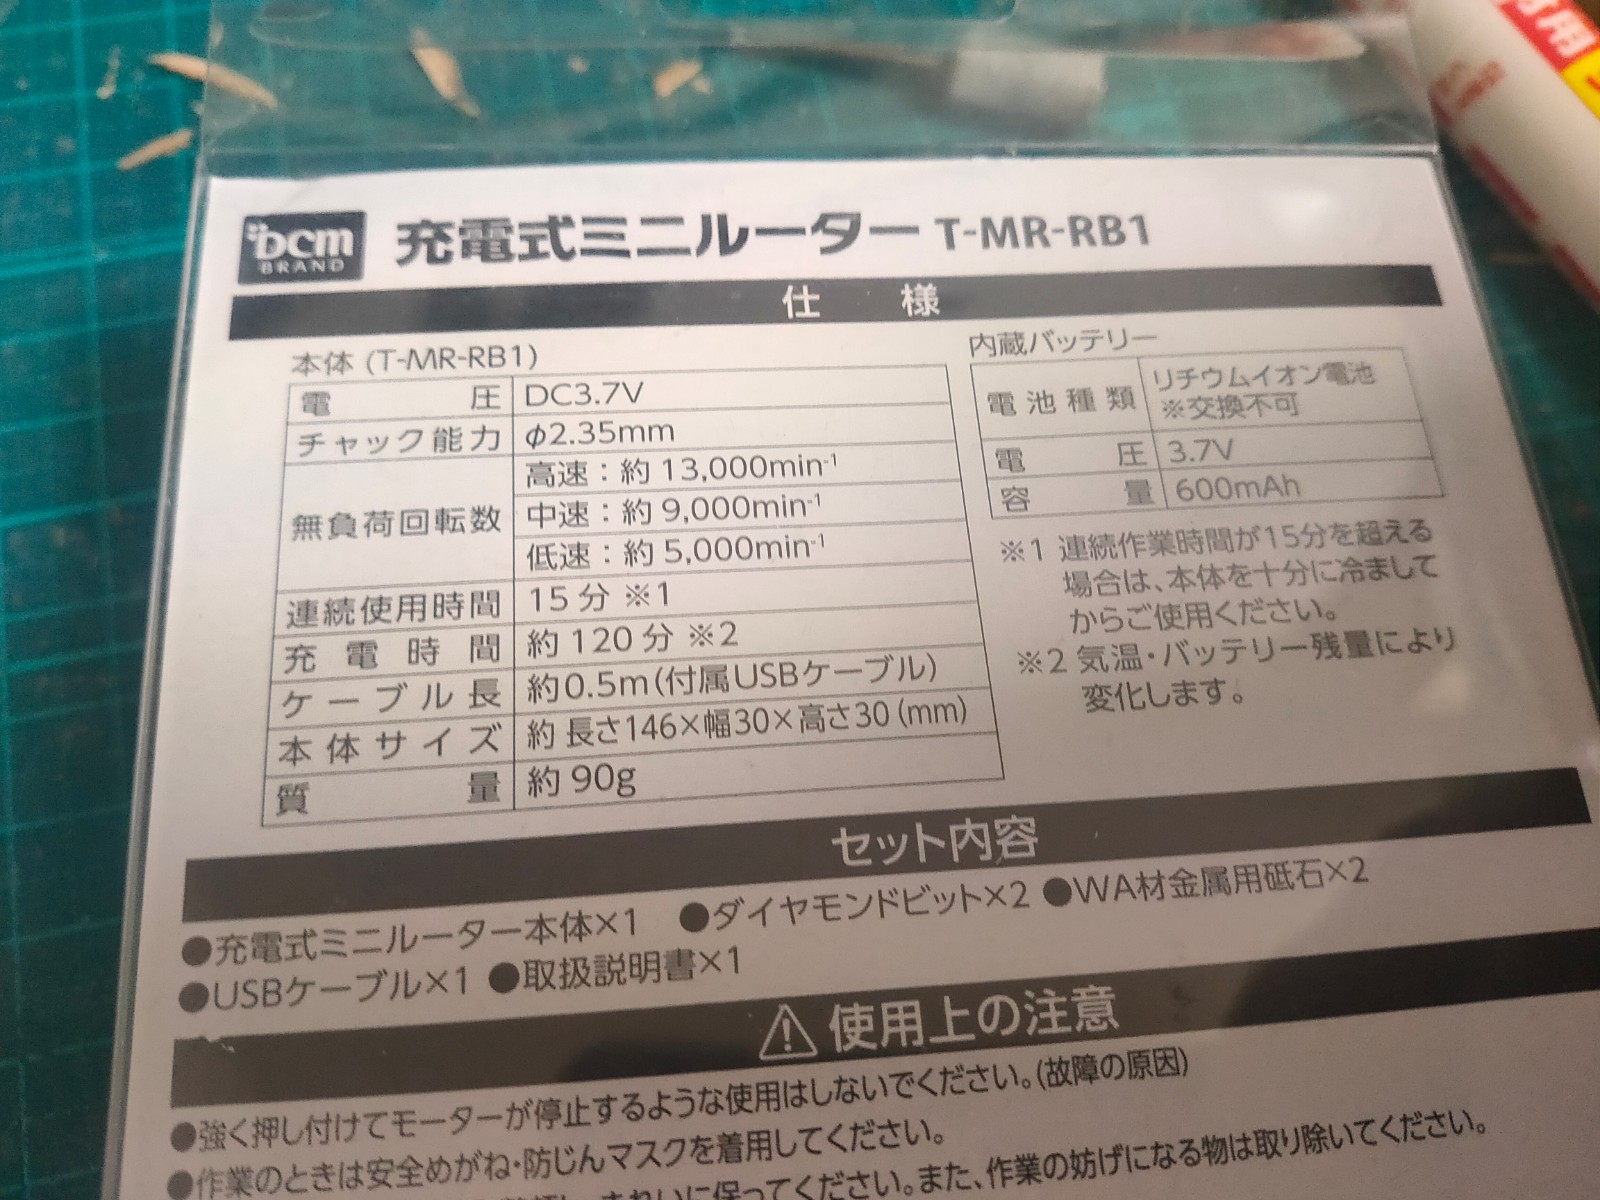 DCM BRAND 充電式ミニルーター T-MR-RB1
仕様
本体 (T-MR-RB1)
電圧 DC3.7V
チャック能力 φ2.35mm
無負荷回転数 高速：約 13,000min-1
中速：約 9,000min-1
低速：約 5,000min-1
連続使用時間 15分 ※1
充電時間 約 120分 ※2
ケーブル長 約0.5m(付属USBケーブル)
本体サイズ 約 長さ146×幅30×高さ30(mm)
質量 約 90g
内蔵バッテリー
電池種類 リチウムイオン電池
※交換不可
電圧 3.7V
容量 600mAh
※1 連続作業時間が15分を超える
場合は、本体を十分に冷まして
からご使用ください。
※2 気温・バッテリー残量により
変化します。
セット内容
●充電式ミニルーター本体×1 ●ダイヤモンドビット×2 ●WA材金属用砥石×2
●USBケーブル×1 ●取扱説明書×1
⚠使用上の注意
●強く押し付けてモーターが停止するような使用はしないでください。(故障の原因)
●作業のときは安全めがね・防じんマスクを着用してください。
きれいに保ってください。また、作業の妨げになる物は取り除いてください。
用